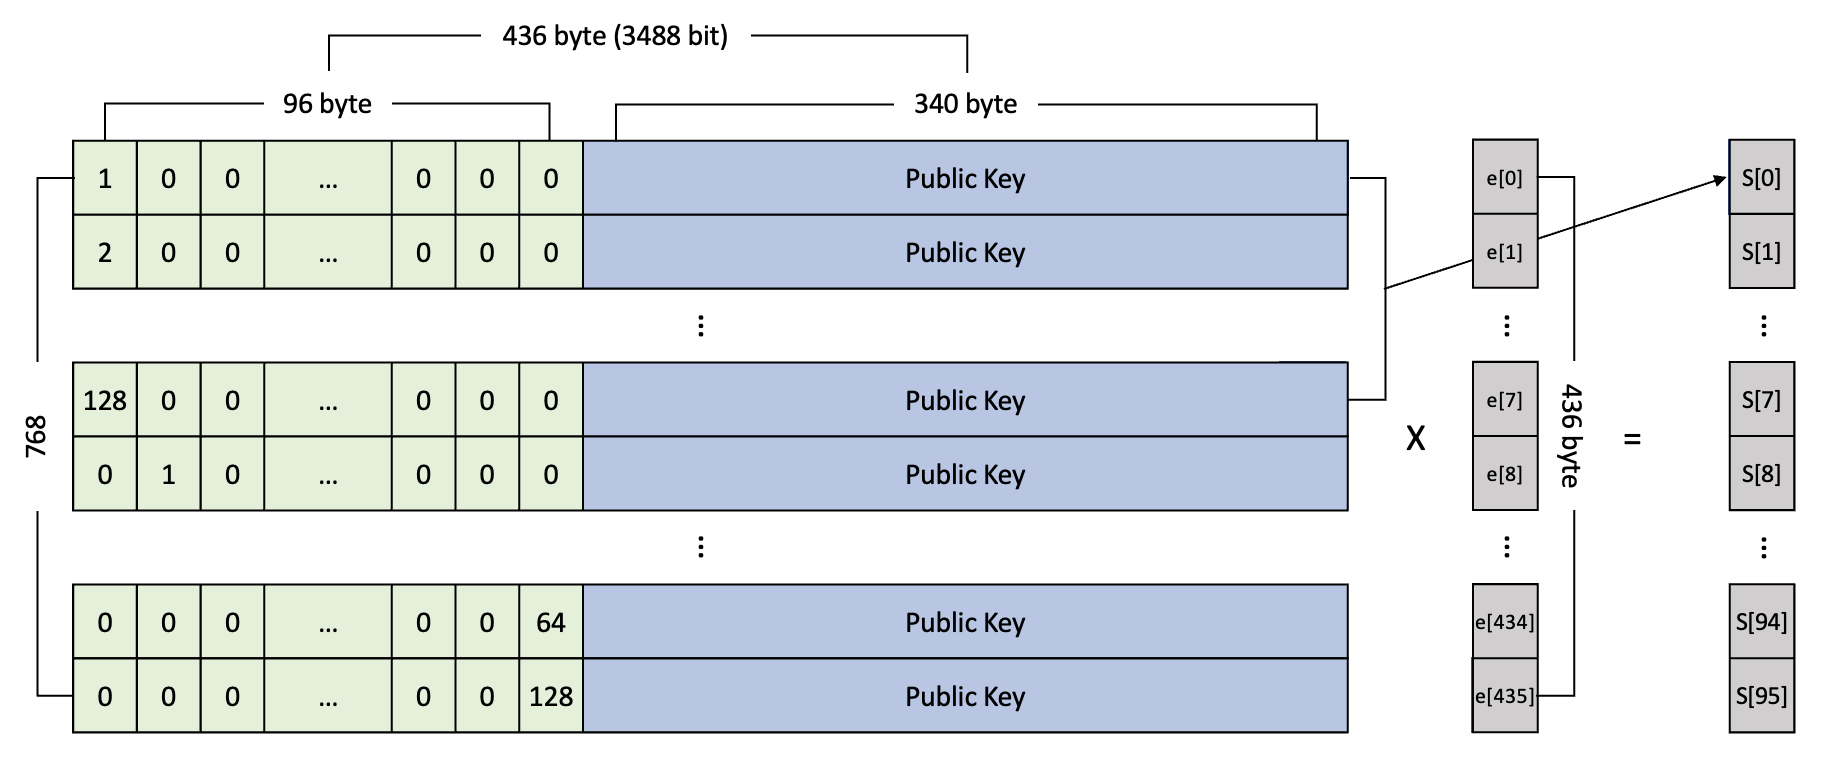 436 byte (3488 bit)
96 byte 340 byte
1 0 0 ... 0 0 0 Public Key e[0] S[0]
2 0 0 ... 0 0 0 Public Key e[1] S[1]
⋮ ⋮ ⋮
128 0 0 ... 0 0 0 Public Key e[7] S[7]
768 X 436 byte =
0 1 0 ... 0 0 0 Public Key e[8] S[8]
⋮ ⋮ ⋮
0 0 0 ... 0 0 64 Public Key e[434] S[94]
0 0 0 ... 0 0 128 Public Key e[435] S[95]